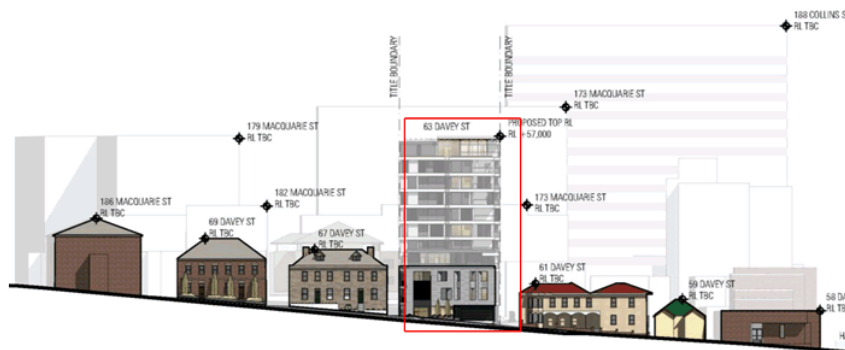 188 COLLINS S
RL TBC
TITLE BOUNDARY
TITLE BOUNDARY
173 MACQUARIE ST
RL TBC
179 MACQUARIE ST
RL TBC
63 DAVEY ST
PROPOSED TOP RL
RL +57,000
182 MACQUARIE ST
RL TBC
173 MACQUARIE ST
RL TBC
186 MACQUARIE ST
RL TBC
69 DAVEY ST
RL TBC
67 DAVEY ST
RL TBC
61 DAVEY ST
RL TBC
59 DAVEY ST
RL TBC
58 DA
RL TB